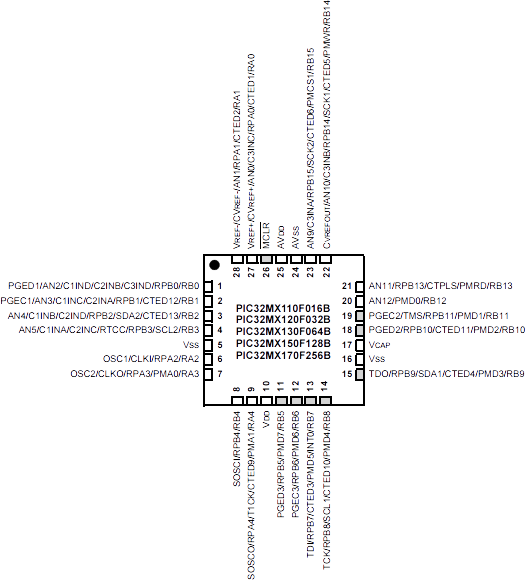 VREF-/CVREF-/AN1/RPA1/CTED2/RA1
VREF+/CVREF+/AN0/C3INC/RPA0/CTED1/RA0
MCLR
AVDD
AVSS
AN9/C3INA/RPB15/SCK2/CTED6/PMCS1/RB15
CVREFOUT/AN10/C3INB/RPB14/SCK1/CTED5/PMWR/RB14
28
27
26
25
24
23
22
PGED1/AN2/C1IND/C2INB/C3IND/RPB0/RB0 1
PGEC1/AN3/C1INC/C2INA/RPB1/CTED12/RB1 2
AN4/C1INB/C2IND/RPB2/SDA2/CTED13/RB2 3
AN5/C1INA/C2INC/RTCC/RPB3/SCL2/RB3 4
VSS 5
OSC1/CLKI/RPA2/RA2 6
OSC2/CLKO/RPA3/PMA0/RA3 7
PIC32MX110F016B
PIC32MX120F032B
PIC32MX130F064B
PIC32MX150F128B
PIC32MX170F256B
21 AN11/RPB13/CTPLS/PMRD/RB13
20 AN12/PMD0/RB12
19 PGEC2/TMS/RPB11/PMD1/RB11
18 PGED2/RPB10/CTED11/PMD2/RB10
17 VCAP
16 VSS
15 TDO/RPB9/SDA1/CTED4/PMD3/RB9
8
9
10
11
12
13
14
SOSCI/RPB4/RB4
SOSCO/RPA4/T1CK/CTED9/PMA1/RA4
VDD
PGED3/RPB5/PMD7/RB5
PGEC3/RPB6/PMD6/RB6
TDI/RPB7/CTED3/PMD5/INT0/RB7
TCK/RPB8/SCL1/CTED10/PMD4/RB8